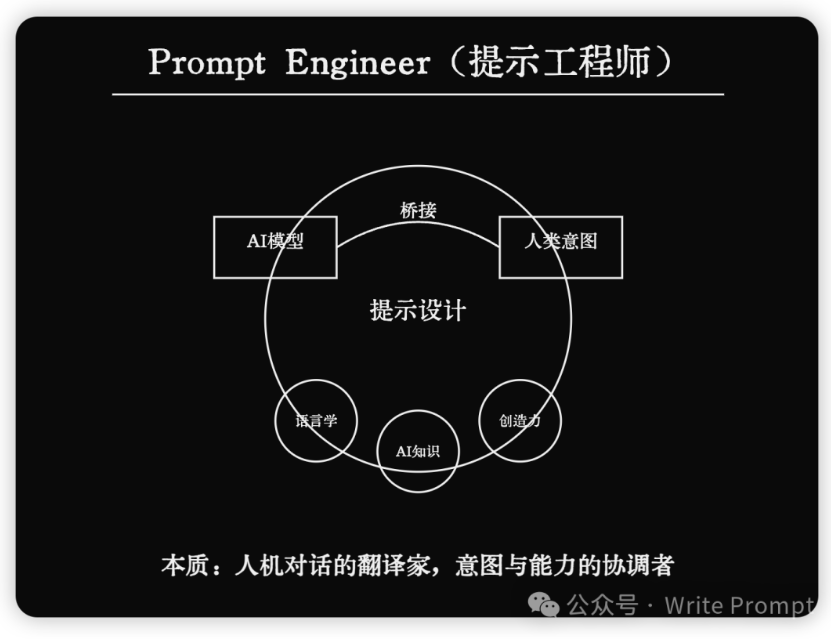 Prompt Engineer（提示工程师）
桥接
AI模型
人类意图
提示设计
语言学
AI知识
创造力
本质：人机对话的翻译家，意图与能力的协调者
公众号 · Write Prompt